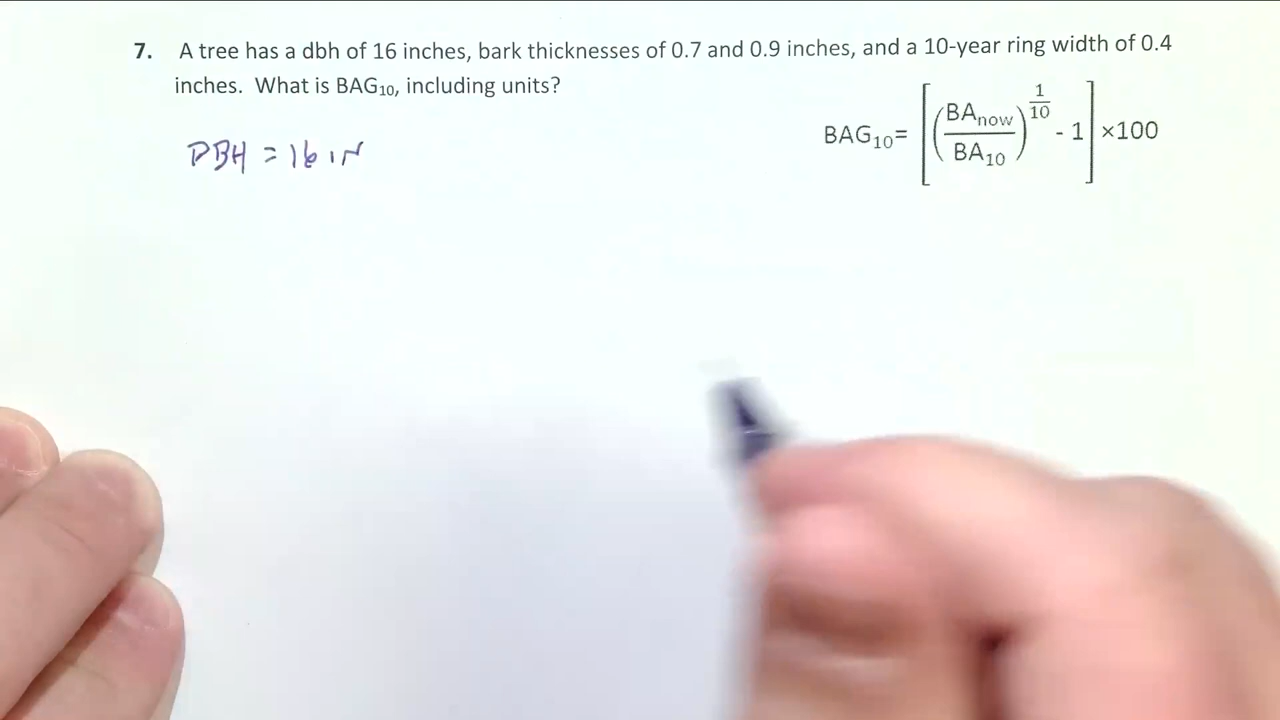 7. A tree has a dbh of 16 inches, bark thicknesses of 0.7 and 0.9 inches, and a 10-year ring width of 0.4
inches. What is BAG₁₀, including units?
BAG₁₀= [(BAnow/BA₁₀)^(1/10) - 1] ×100
DBH = 16 IN